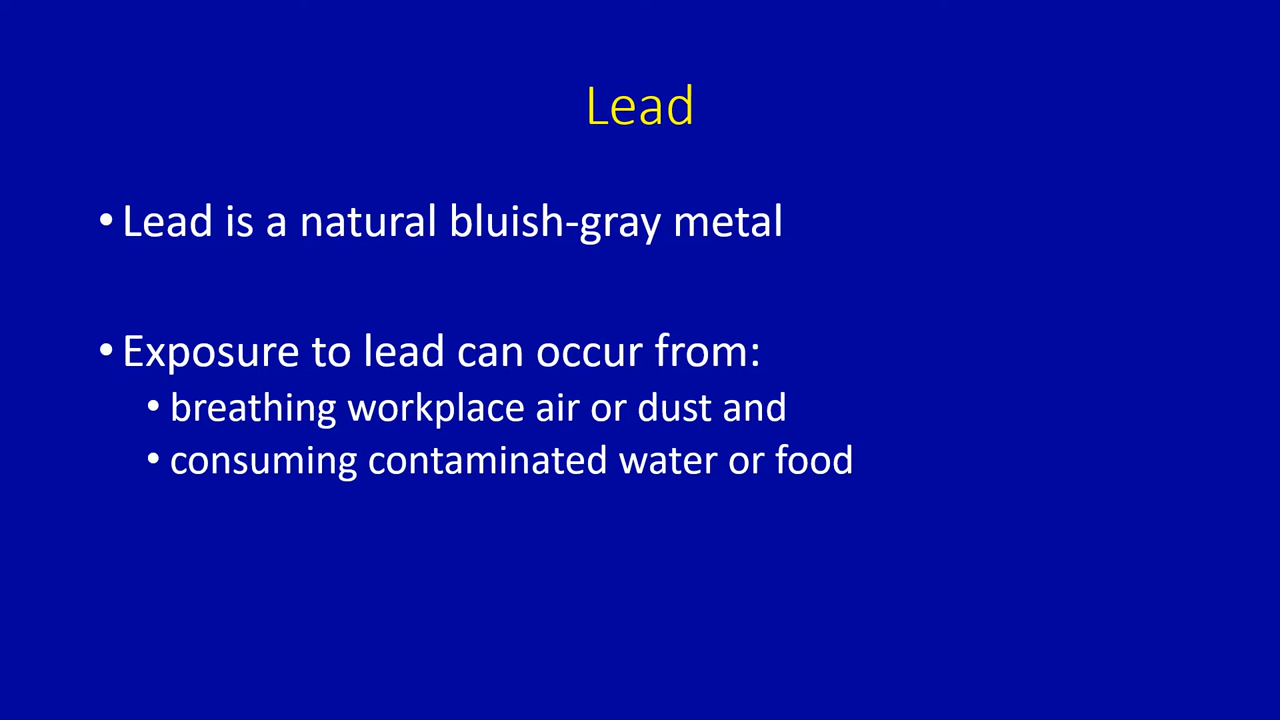 Lead
• Lead is a natural bluish-gray metal
• Exposure to lead can occur from:
• breathing workplace air or dust and
• consuming contaminated water or food